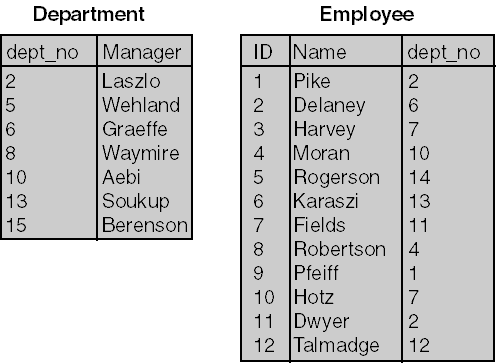 Department
dept_no Manager
2 Laszlo
5 Wehland
6 Graeffe
8 Waymire
10 Aebi
13 Soukup
15 Berenson
Employee
ID Name dept_no
1 Pike 2
2 Delaney 6
3 Harvey 7
4 Moran 10
5 Rogerson 14
6 Karaszi 13
7 Fields 11
8 Robertson 4
9 Pfeiff 1
10 Hotz 7
11 Dwyer 2
12 Talmadge 12